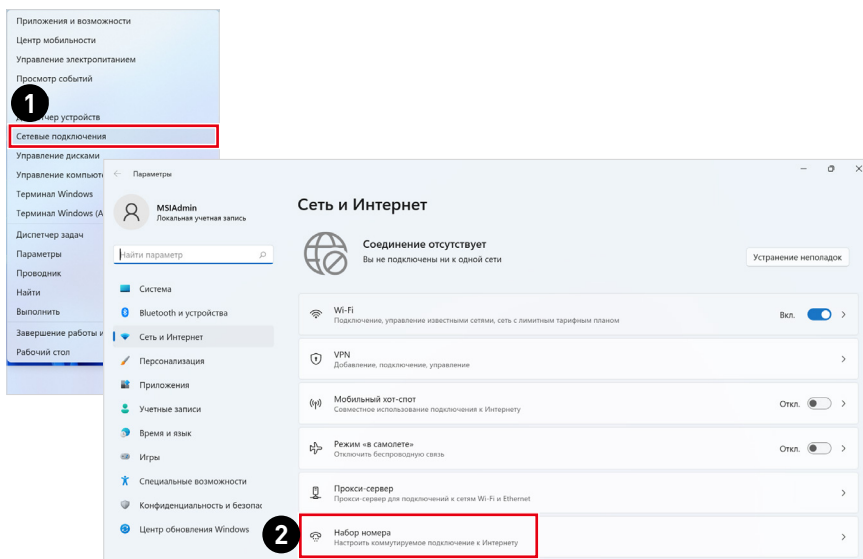 Приложения и возможности
Центр мобильности
Управление электропитанием
Просмотр событий
1
устройств
Сетевые подключения
Управление дисками
Управление
Терминал Windows
Терминал Windows (А
Диспетчер задач
Параметры
Проводник
Найти
Выполнить
Завершение работы и
Рабочий стол
Параметры
MSIAdmin
Локальная учетная запись
Найти параметр
Система
Bluetooth и устройства
Сеть и Интернет
Персонализация
Приложения
Учетные записи
Время и язык
Игры
Специальные возможности
Конфиденциальность и безопас
Центр обновления Windows
Сеть и Интернет
Соединение отсутствует
Вы не подключены ни к одной сети
Устранение неполадок
Wi-Fi
Подключение, управление известными сетями, сеть с лимитным тарифным планом
Вкл.
VPN
Добавление, подключение, управление
Мобильный хот-спот
Совместное использование подключения к Интернету
Откл.
Режим «в самолете»
Отключить беспроводную связь
Откл.
Прокси-сервер
Прокси-сервер для подключений к сетям Wi-Fi и Ethernet
2
Набор номера
Настроить коммутируемое подключение к Интернету